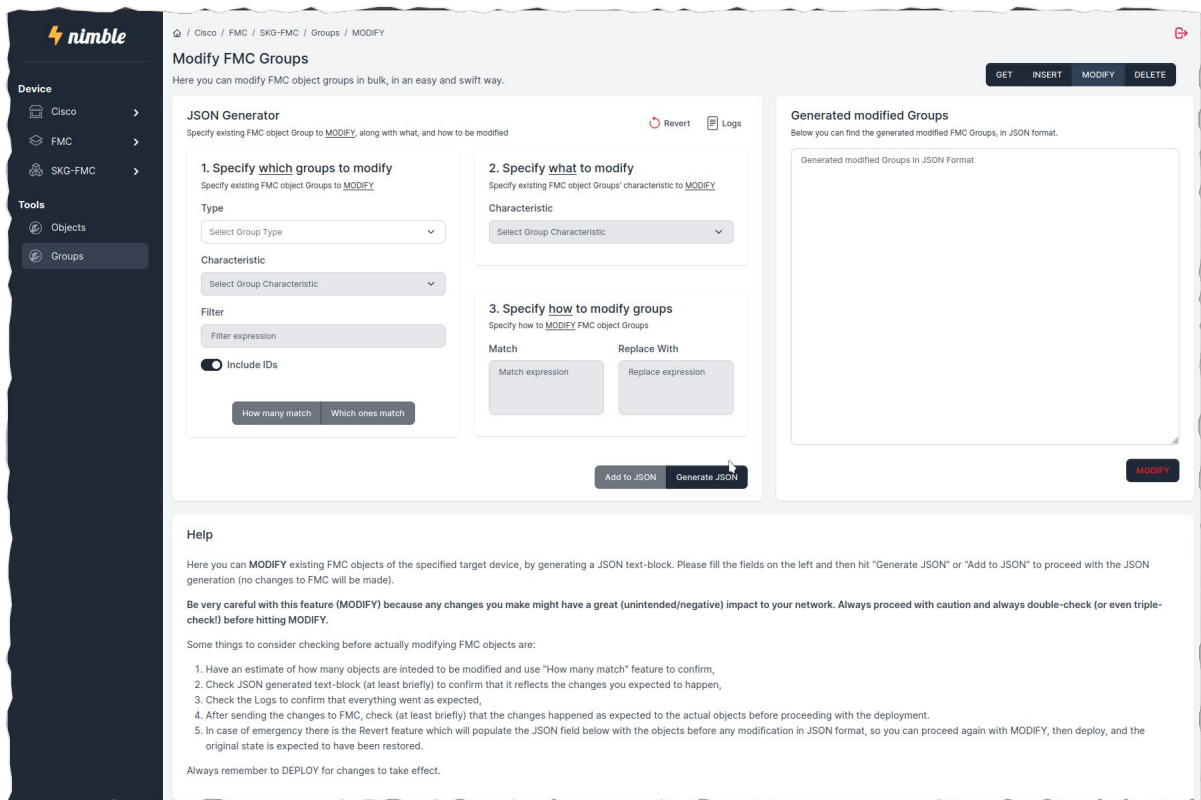 nimble
Device
Cisco
FMC
SKG-FMC
Tools
Objects
Groups
/ Cisco / FMC / SKG-FMC / Groups / MODIFY
Modify FMC Groups
Here you can modify FMC object groups in bulk, in an easy and swift way.
GET INSERT MODIFY DELETE
JSON Generator
Specify existing FMC object Group to MODIFY, along with what, and how to be modified
Revert Logs
1. Specify which groups to modify
Specify existing FMC object Groups to MODIFY
Type
Select Group Type
Characteristic
Select Group Characteristic
Filter
Filter expression
Include IDs
How many match Which ones match
2. Specify what to modify
Specify existing FMC object Groups' characteristic to MODIFY
Characteristic
Select Group Characteristic
3. Specify how to modify groups
Specify how to MODIFY FMC object Groups
Match Replace With
Match expression Replace expression
Add to JSON Generate JSON
Generated modified Groups
Below you can find the generated modified FMC Groups, in JSON format.
Generated modified Groups in JSON Format
MODIFY
Help
Here you can MODIFY existing FMC objects of the specified target device, by generating a JSON text-block. Please fill the fields on the left and then hit "Generate JSON" or "Add to JSON" to proceed with the JSON
generation (no changes to FMC will be made).
Be very careful with this feature (MODIFY) because any changes you make might have a great (unintended/negative) impact to your network. Always proceed with caution and always double-check (or even triple-
check!) before hitting MODIFY.
Some things to consider checking before actually modifying FMC objects are:
1. Have an estimate of how many objects are inteded to be modified and use "How many match" feature to confirm,
2. Check JSON generated text-block (at least briefly) to confirm that it reflects the changes you expected to happen,
3. Check the Logs to confirm that everything went as expected,
4. After sending the changes to FMC, check (at least briefly) that the changes happened as expected to the actual objects before proceeding with the deployment.
5. In case of emergency there is the Revert feature which will populate the JSON field below with the objects before any modification in JSON format, so you can proceed again with MODIFY, then deploy, and the
original state is expected to have been restored.
Always remember to DEPLOY for changes to take effect.